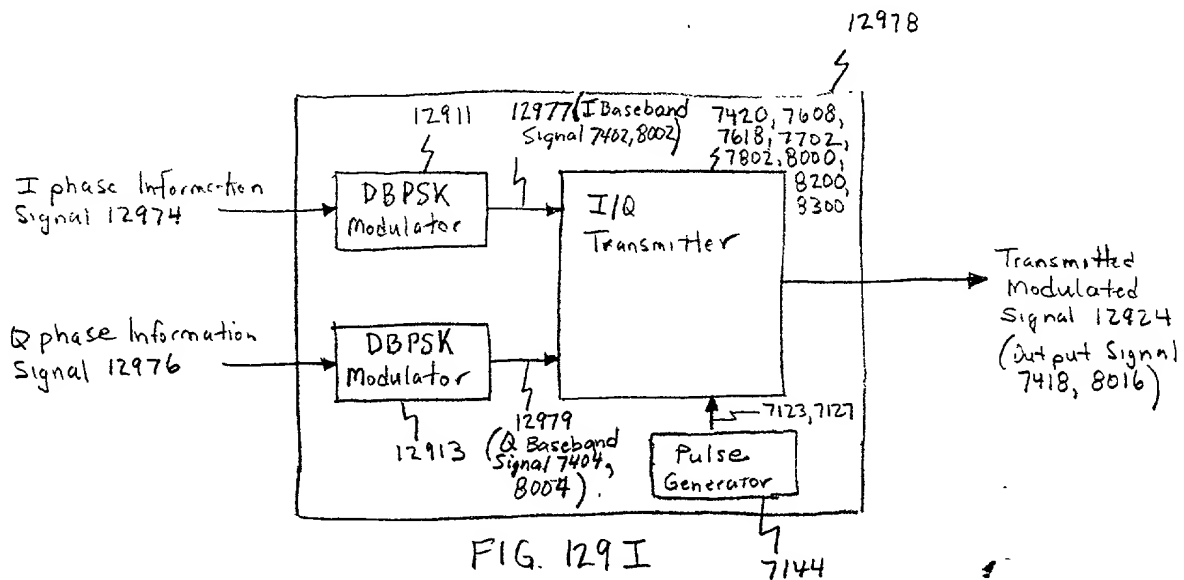 12978
12911
12977 (I Baseband
Signal 7402, 8002)
7420, 7608,
7618, 7702,
7802, 8000,
8200,
8300
I phase Information
Signal 12974
DBPSK
Modulator
I/Q
Transmitter
Transmitted
Modulated
Signal 12924
(Output Signal
7418, 8016)
Q phase Information
Signal 12976
DBPSK
Modulator
12913
12979
(Q Baseband
Signal 7404,
8004).
7123, 7127
Pulse
Generator
7144
FIG. 129 I